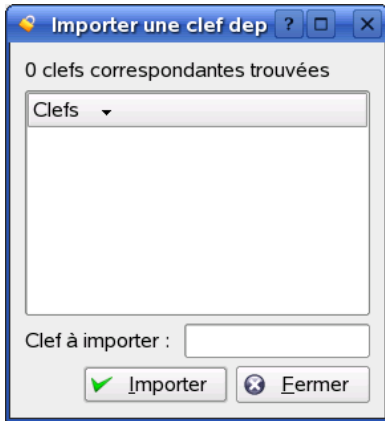 Importer une clef dep
0 clefs correspondantes trouvées
Clefs
Clef à importer :
Importer Fermer